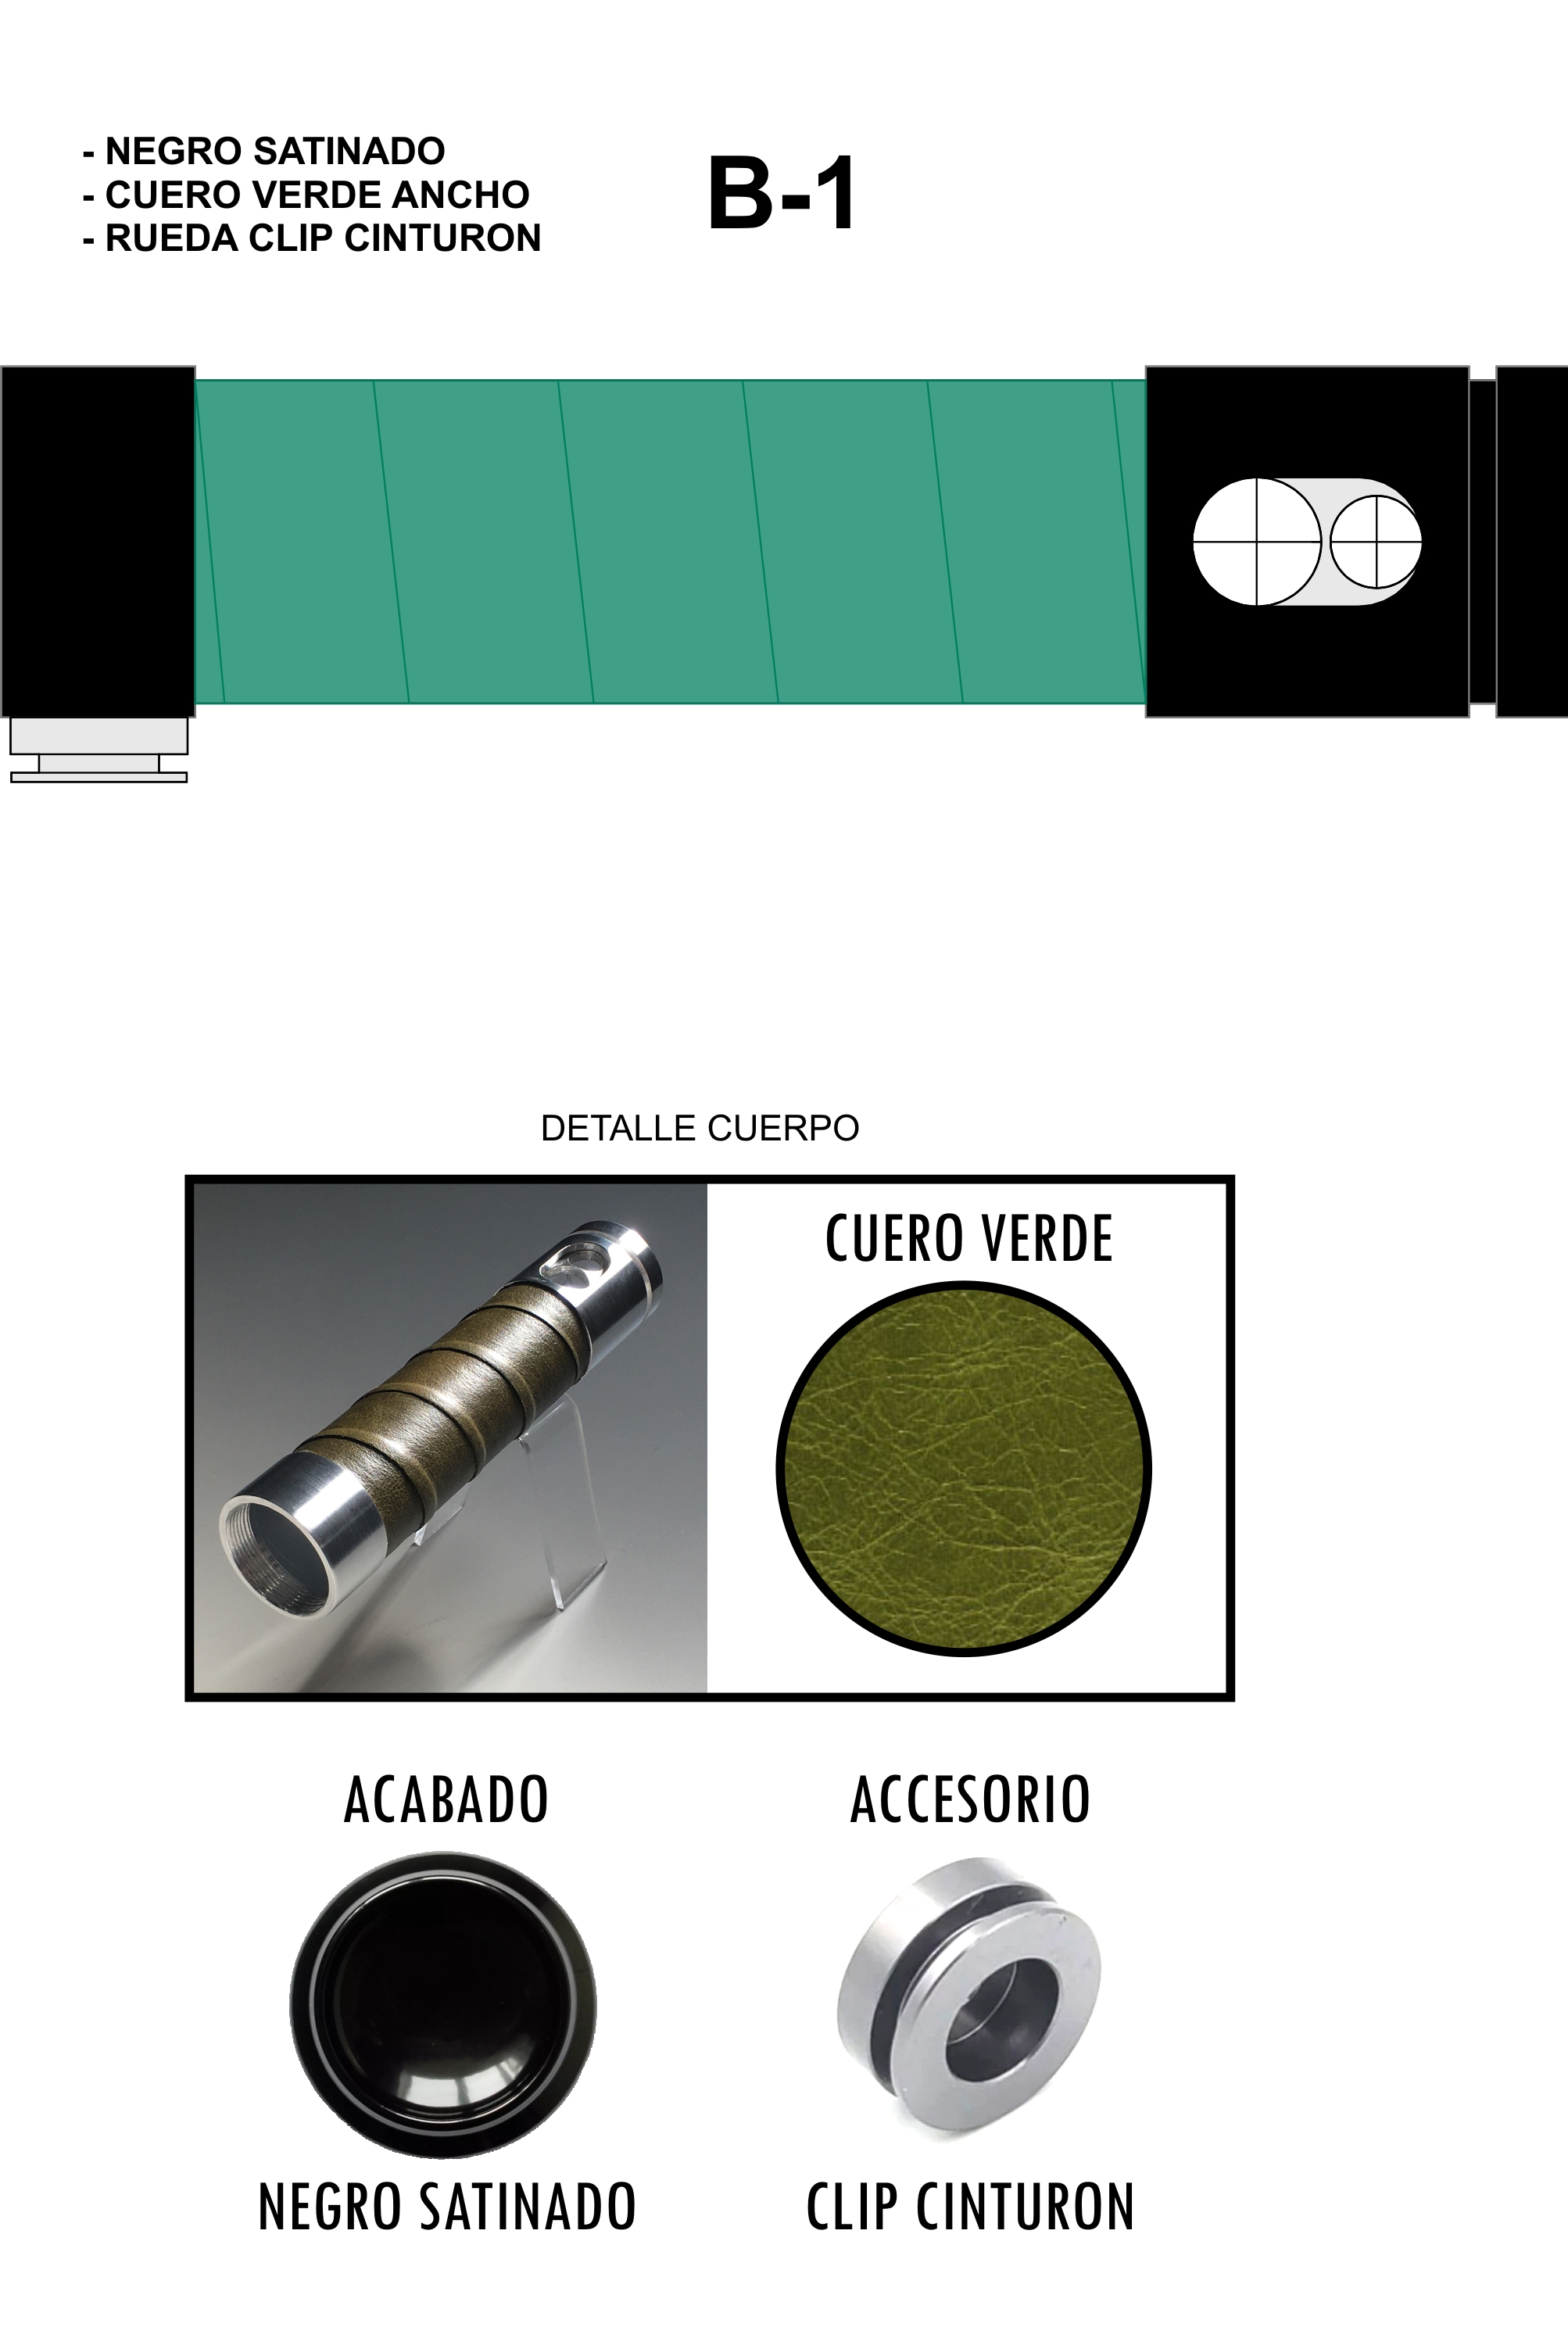 - NEGRO SATINADO
- CUERO VERDE ANCHO
- RUEDA CLIP CINTURON
B-1
DETALLE CUERPO
CUERO VERDE
ACABADO
ACCESORIO
NEGRO SATINADO
CLIP CINTURON